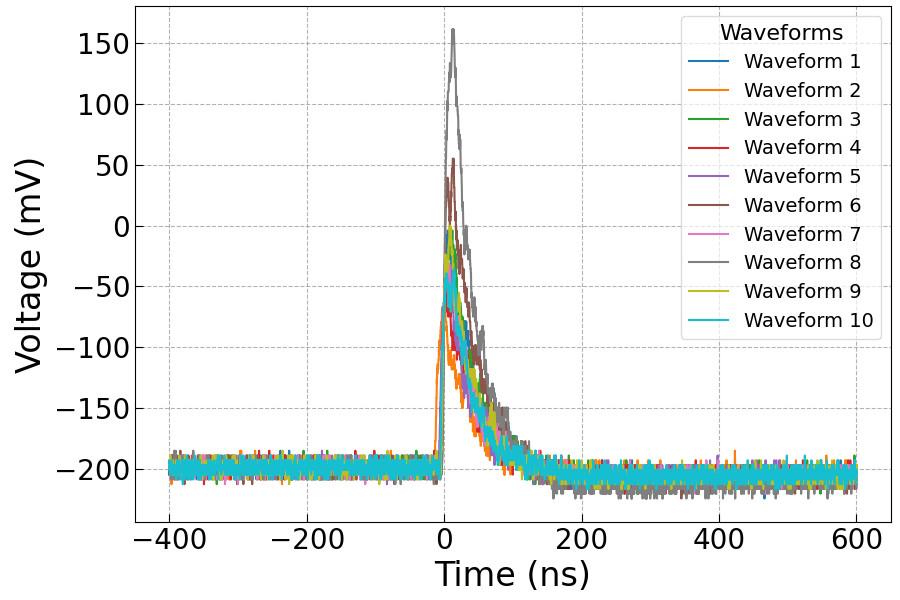 Waveforms
Waveform 1
Waveform 2
Waveform 3
Waveform 4
Waveform 5
Waveform 6
Waveform 7
Waveform 8
Waveform 9
Waveform 10
150
100
50
0
−50
−100
−150
−200
Voltage (mV)
−400 −200 0 200 400 600
Time (ns)